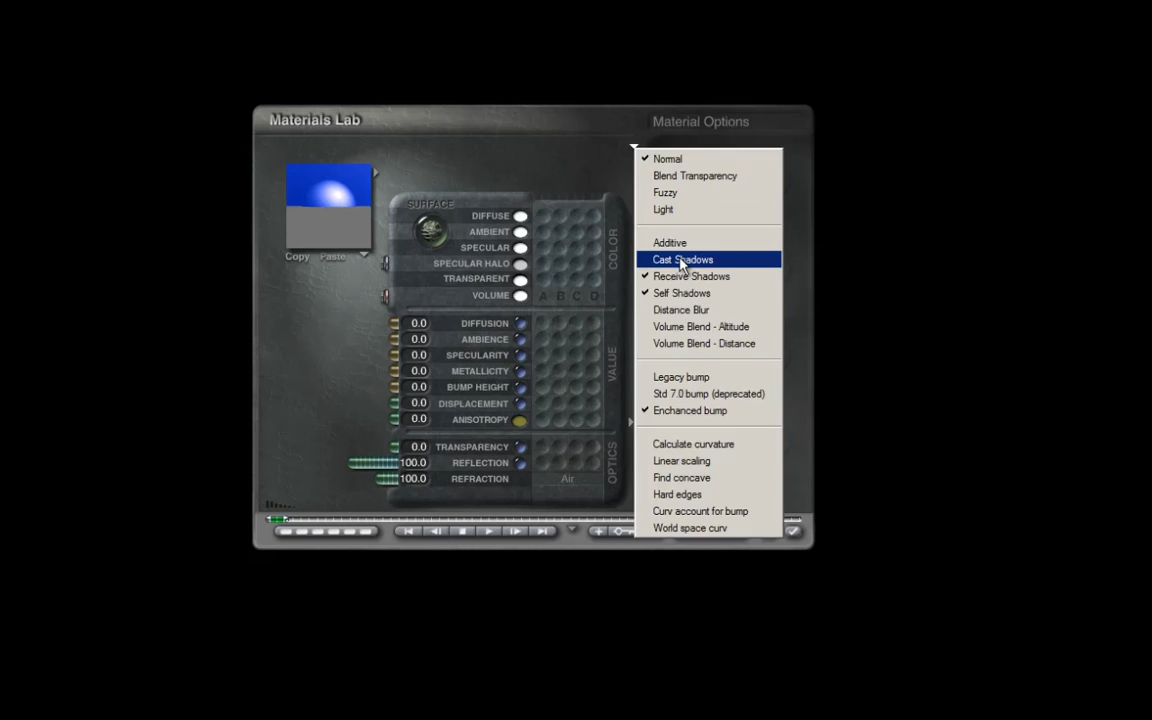 Materials Lab
Material Options
Copy Paste
SURFACE
DIFFUSE
AMBIENT
SPECULAR
SPECULAR HALO
TRANSPARENT
VOLUME
A B C D
COLOR
0.0 DIFFUSION
0.0 AMBIENCE
0.0 SPECULARITY
0.0 METALLICITY
0.0 BUMP HEIGHT
0.0 DISPLACEMENT
0.0 ANISOTROPY
VALUE
0.0 TRANSPARENCY
100.0 REFLECTION
100.0 REFRACTION
Air
OPTICS
Normal
Blend Transparency
Fuzzy
Light
Additive
Cast Shadows
Receive Shadows
Self Shadows
Distance Blur
Volume Blend - Altitude
Volume Blend - Distance
Legacy bump
Std 7.0 bump (deprecated)
Enchanced bump
Calculate curvature
Linear scaling
Find concave
Hard edges
Curv account for bump
World space curv